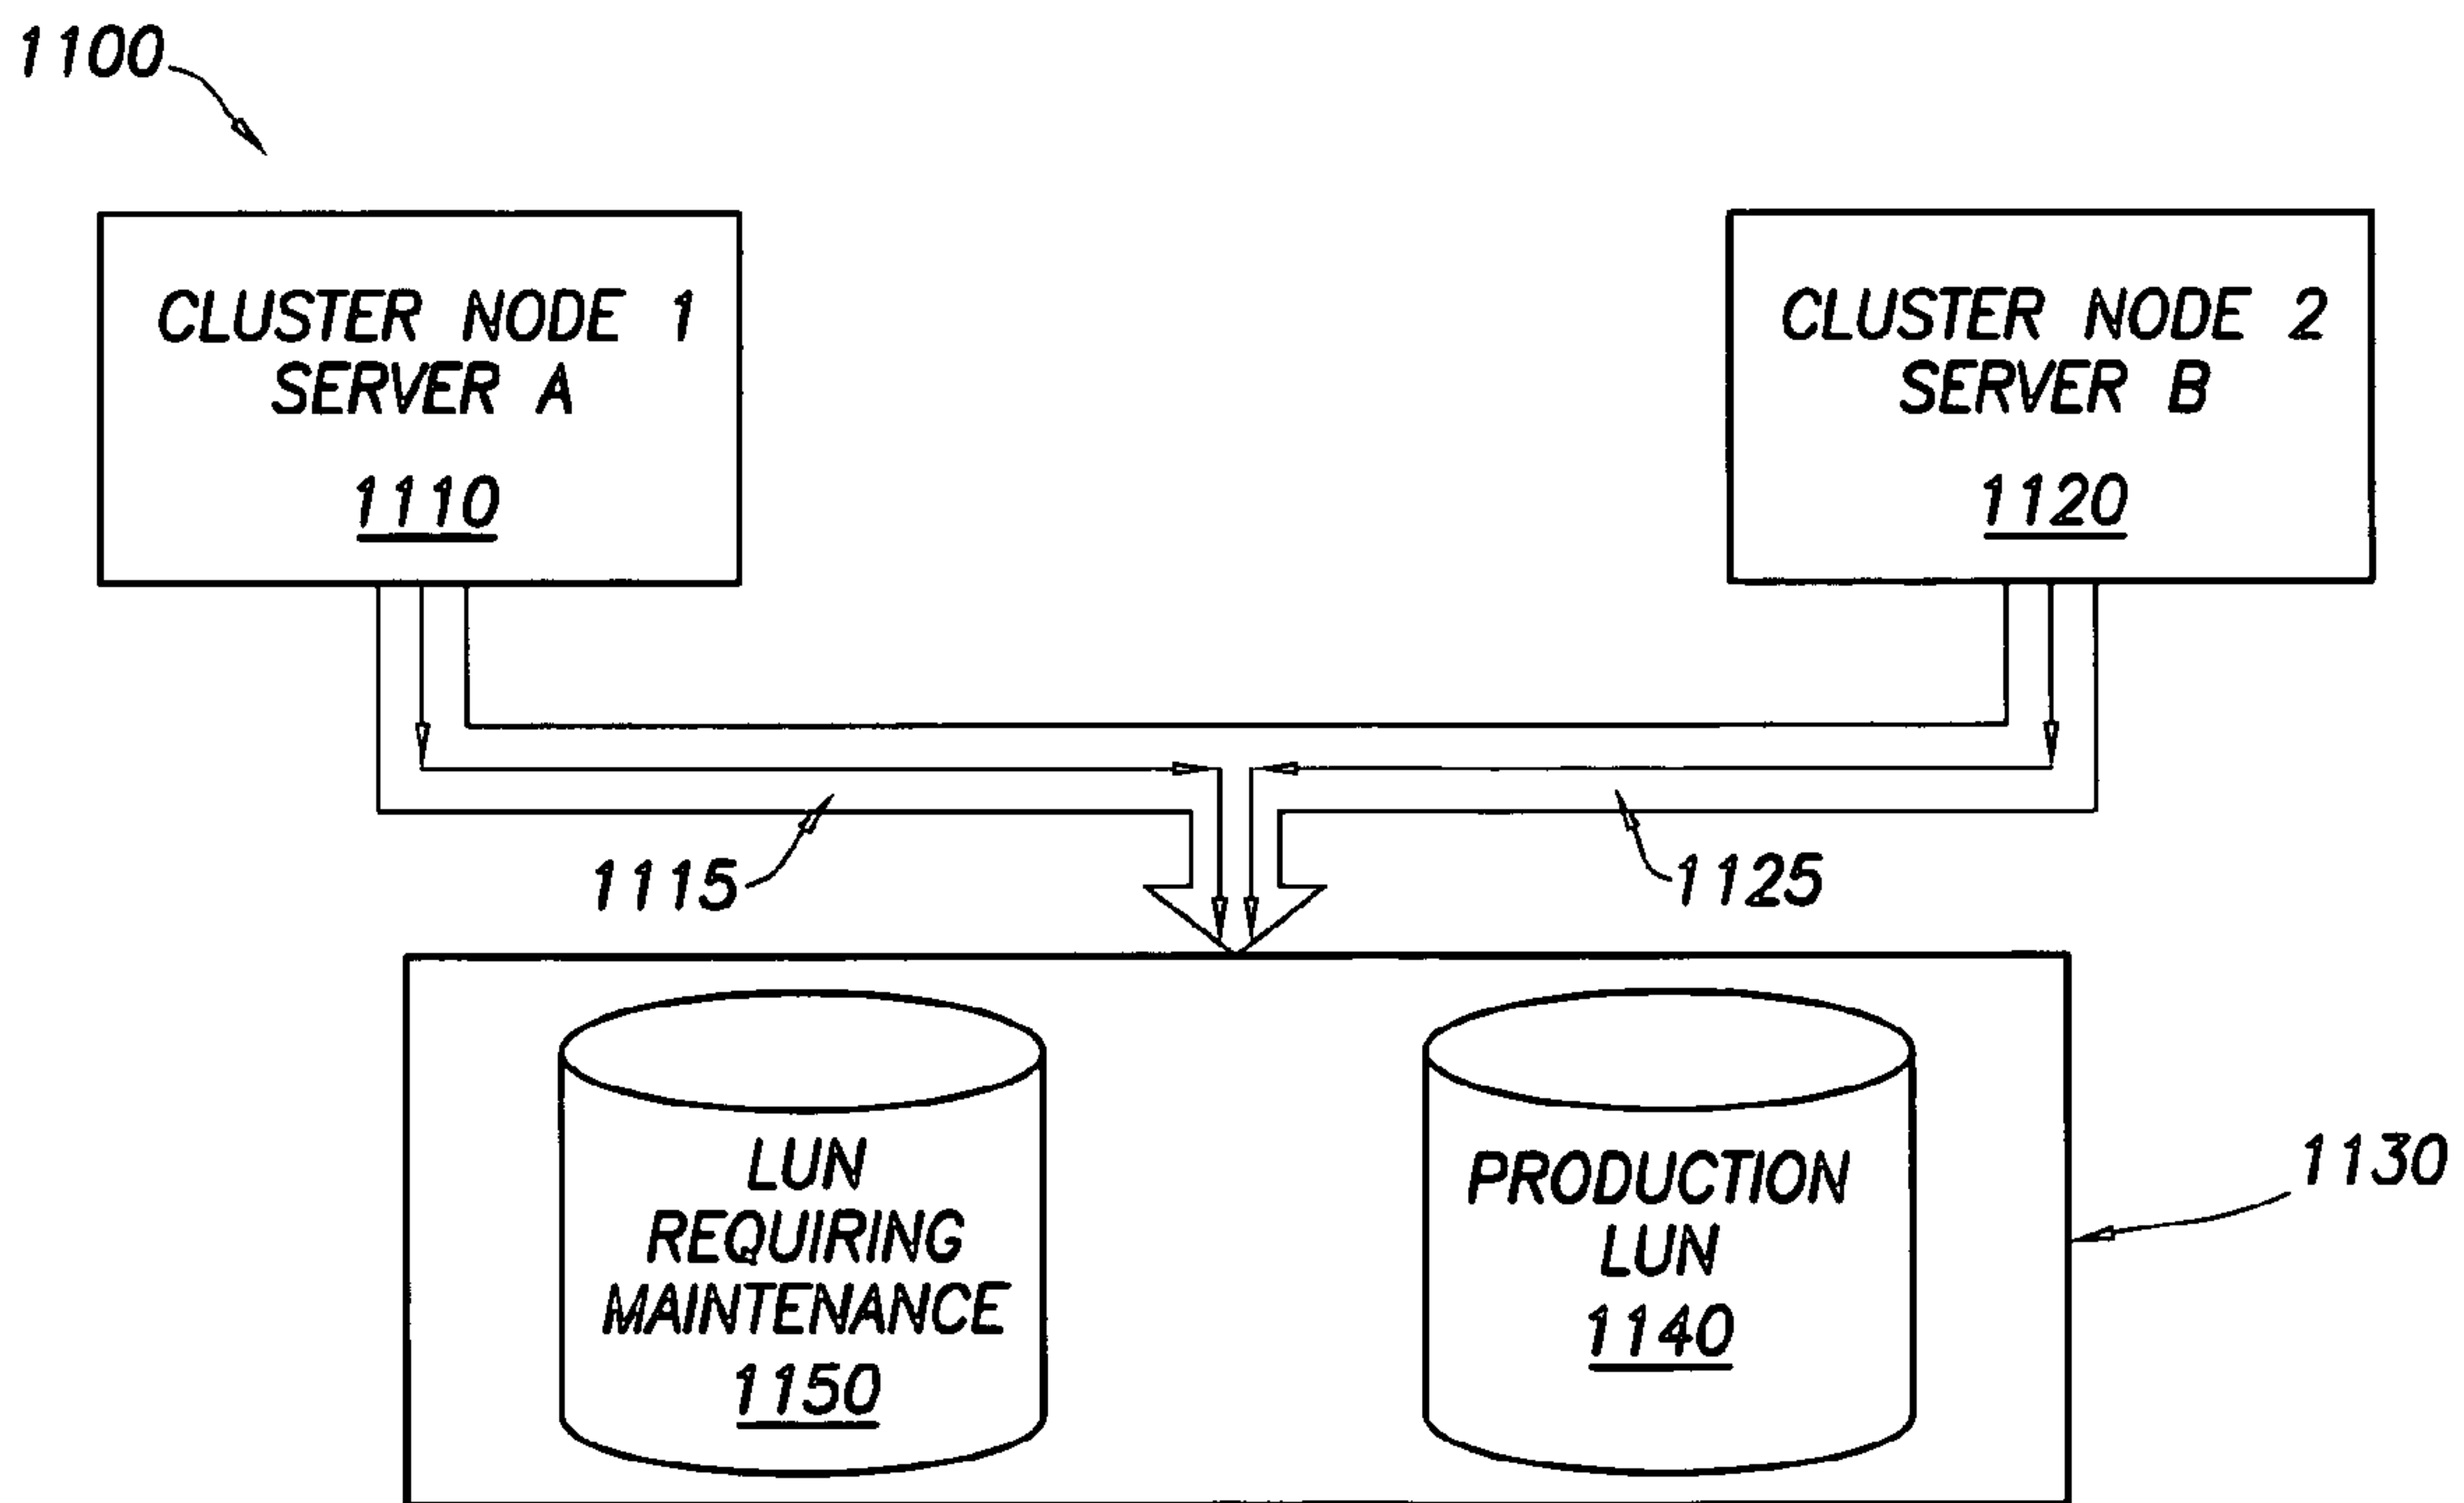 1100
CLUSTER NODE 1
SERVER A
1110
CLUSTER NODE 2
SERVER B
1120
1115
1125
LUN
REQUIRING
MAINTENANCE
1150
PRODUCTION
LUN
1140
1130